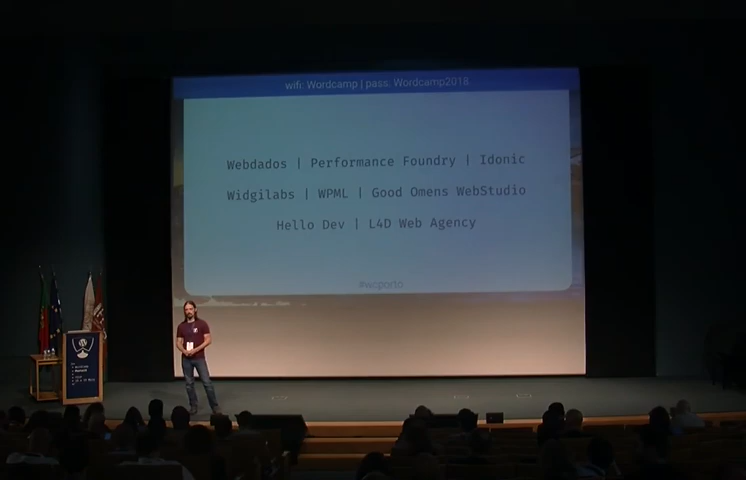 wifi: Wordcamp | pass: Wordcamp2018
Webdados | Performance Foundry | Idonic
Widgilabs | WPML | Good Omens WebStudio
Hello Dev | L4D Web Agency
#wcporto